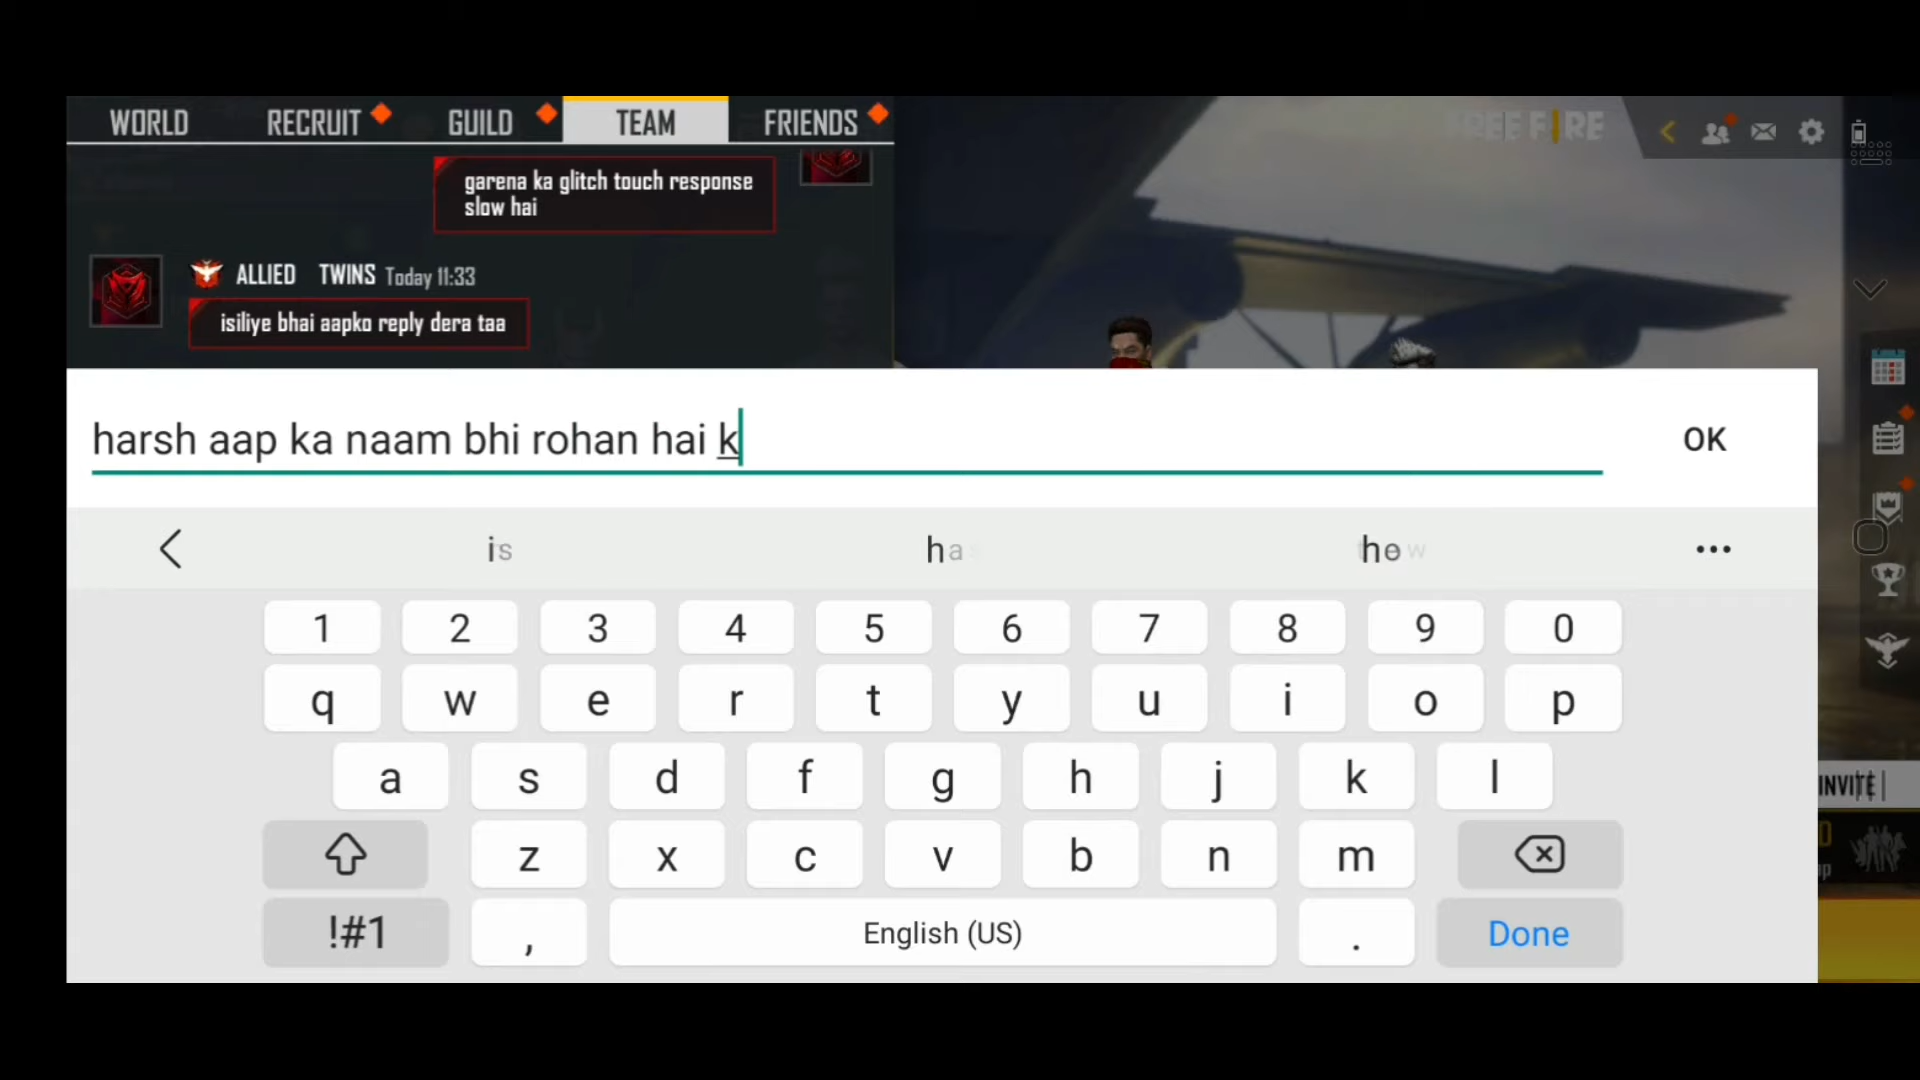 WORLD
RECRUIT
GUILD
TEAM
FRIENDS
FREE FIRE
garena ka glitch touch response
slow hai
ALLIED TWINS Today 11:33
isiliye bhai aapko reply dera taa
harsh aap ka naam bhi rohan hai k
OK
is
1 2 3 4 5 6 7 8 9 0
q w e r t y u i o p
a s d f g h j k l
INVITE
z x c v b n m
!#1 , English (US) . Done